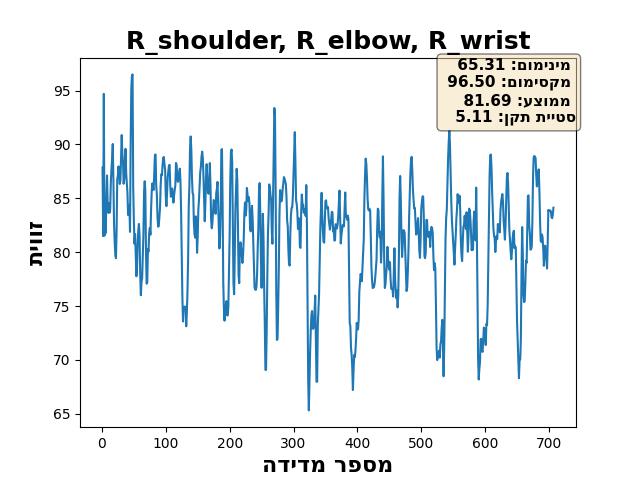 R_shoulder, R_elbow, R_wrist
מינימום: 65.31
מקסימום: 96.50
ממוצע: 81.69
סטיית תקן: 5.11
זווית
95
90
85
80
75
70
65
0 100 200 300 400 500 600 700
מספר מדידה